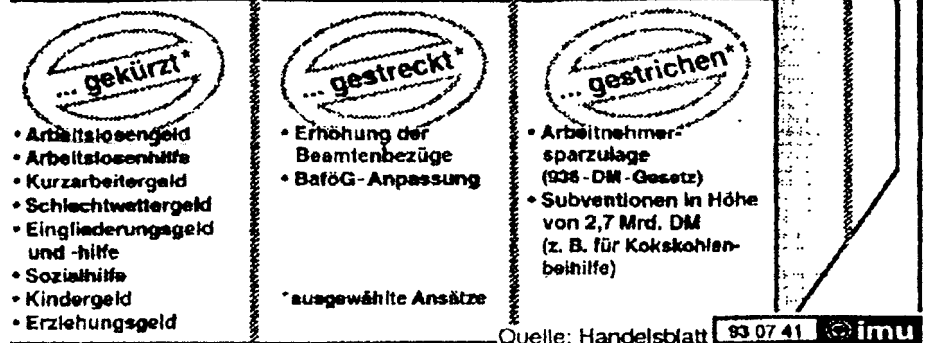 ... gekürzt*
• Arbeitslosengeld
• Arbeitslosenhilfe
• Kurzarbeitergeld
• Schlechtwettergeld
• Eingliederungsgeld
und -hilfe
• Sozialhilfe
• Kindergeld
• Erziehungsgeld
... gestreckt*
• Erhöhung der
Beamtenbezüge
• BaföG-Anpassung
*ausgewählte Ansätze
... gestrichen*
• Arbeitnehmer-
sparzulage
(936-DM-Gesetz)
• Subventionen in Höhe
von 2,7 Mrd. DM
(z. B. für Kokskohlen-
beihilfe)
Quelle: Handelsblatt 93 07 41 imu